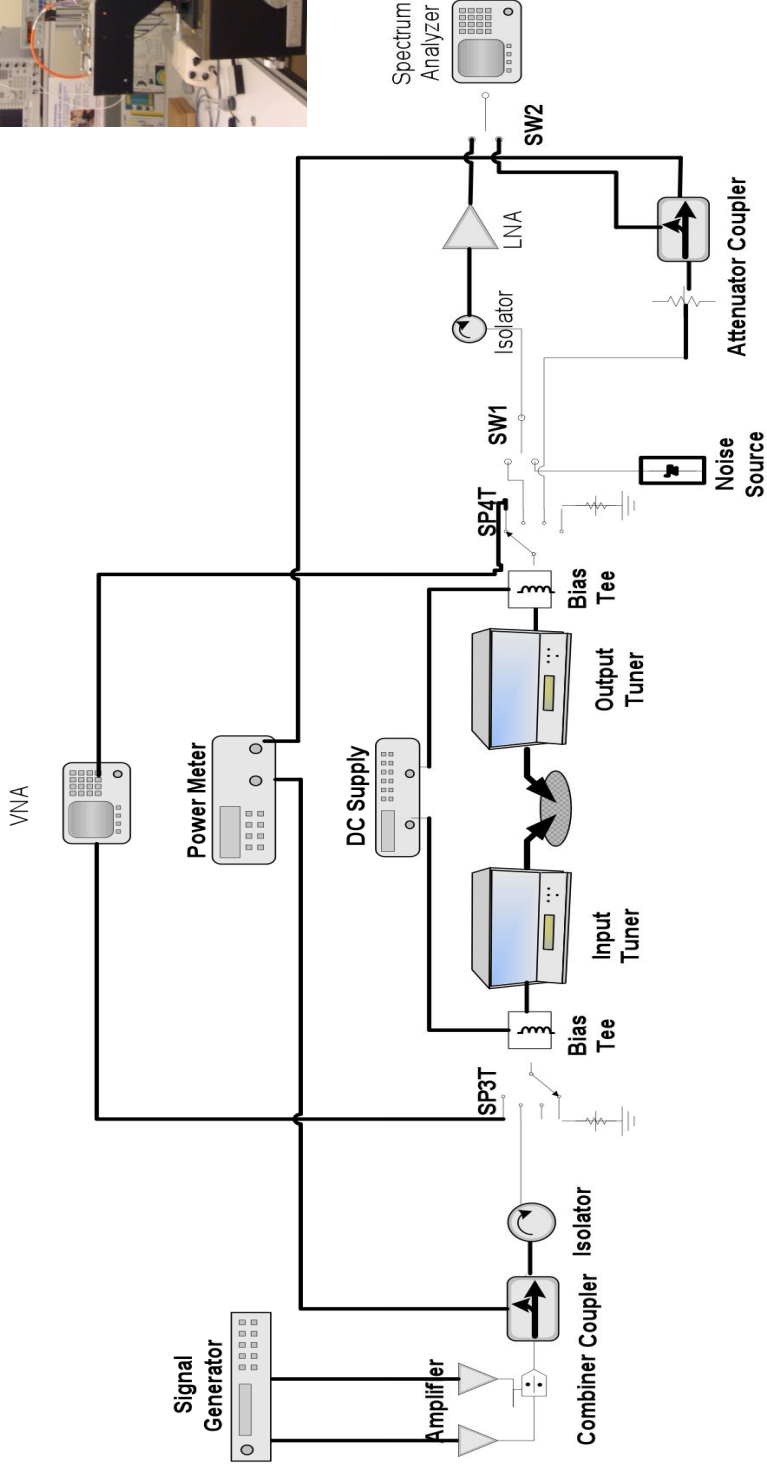 VNA
Power Meter
DC Supply
Signal
Generator
Amplifier
Combiner Coupler
Isolator
SP3T
Bias
Tee
Input
Tuner
Output
Tuner
Bias
Tee
SP4T
SW1
Noise
Source
Isolator
LNA
SW2
Spectrum
Analyzer
Attenuator Coupler